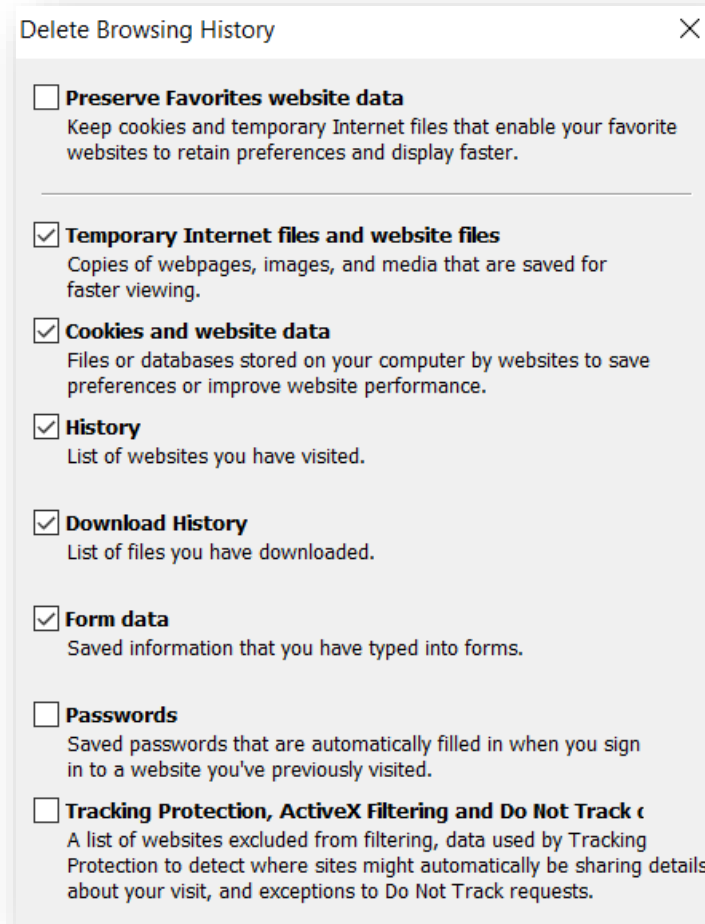 Delete Browsing History
Preserve Favorites website data
Keep cookies and temporary Internet files that enable your favorite
websites to retain preferences and display faster.
Temporary Internet files and website files
Copies of webpages, images, and media that are saved for
faster viewing.
Cookies and website data
Files or databases stored on your computer by websites to save
preferences or improve website performance.
History
List of websites you have visited.
Download History
List of files you have downloaded.
Form data
Saved information that you have typed into forms.
Passwords
Saved passwords that are automatically filled in when you sign
in to a website you've previously visited.
Tracking Protection, ActiveX Filtering and Do Not Track
A list of websites excluded from filtering, data used by Tracking
Protection to detect where sites might automatically be sharing details
about your visit, and exceptions to Do Not Track requests.